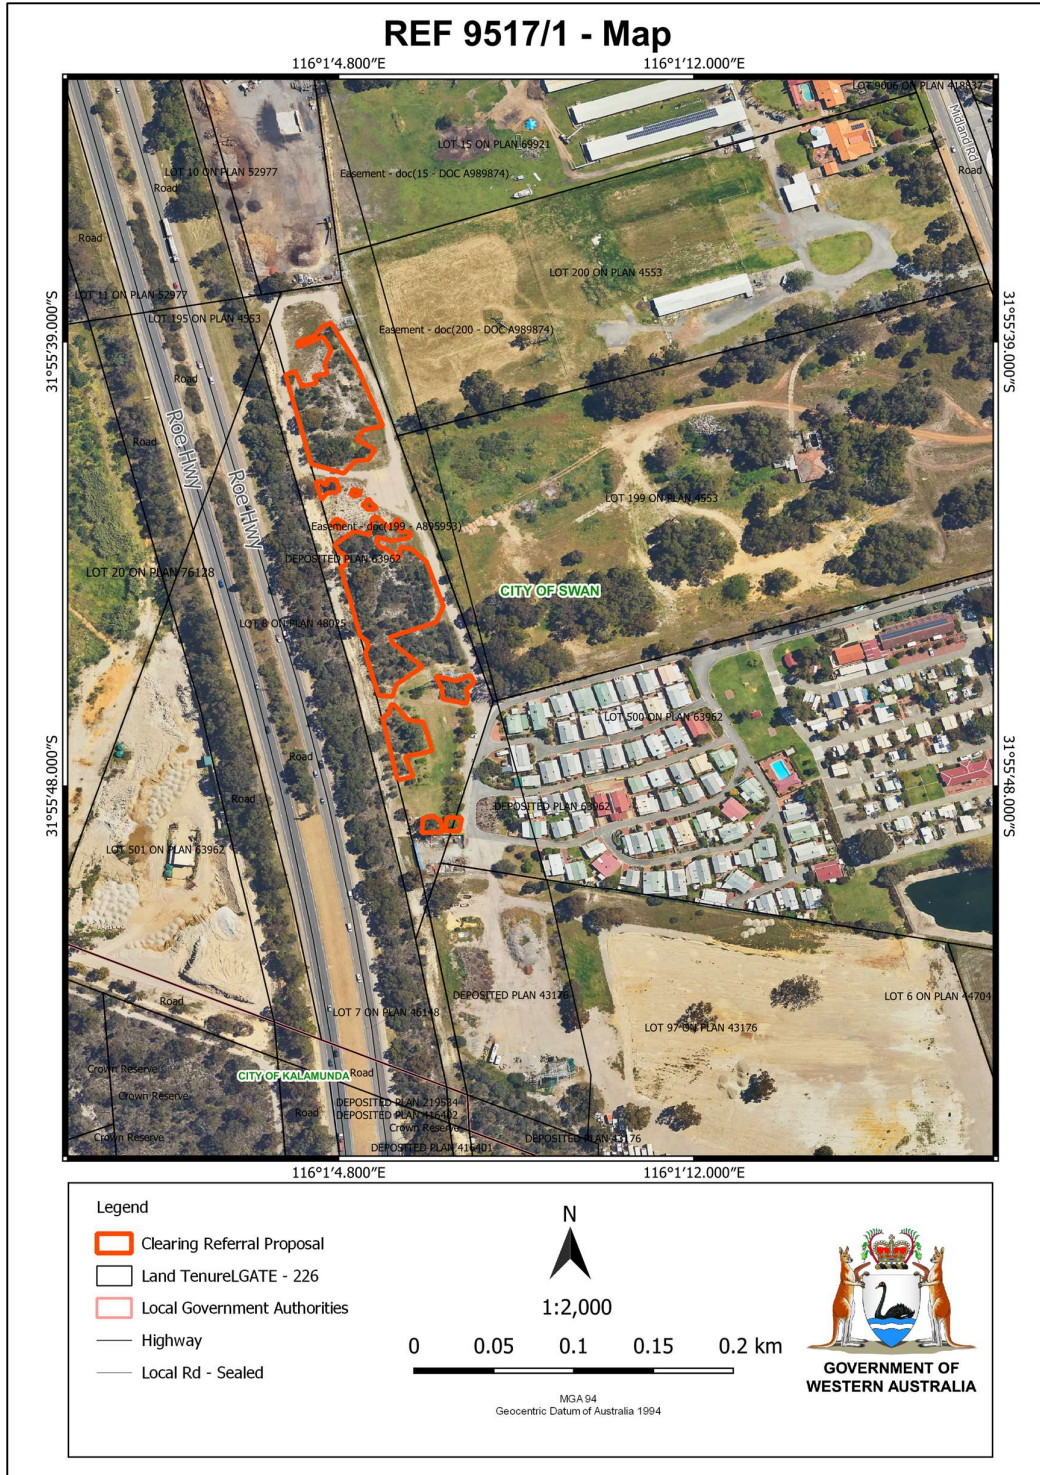 REF 9517/1 - Map
116°1'4.800"E
116°1'12.000"E
LOT 9006 ON PLAN 418837
Midland Rd
LOT 15 ON PLAN 69921
LOT 10 ON PLAN 52977
Easement - doc(15 - DOC A989874)
Road
Road
Road
LOT 200 ON PLAN 4553
LOT 11 ON PLAN 52977
LOT 195 ON PLAN 4553
Easement - doc(200 - DOC A989874)
31°55'39.000"S
31°55'39.000"S
Road
Roe Hwy
Road
Roe Hwy
LOT 199 ON PLAN 4553
Easement - doc(199 - A895953)
DEPOSITED PLAN 63962
LOT 20 ON PLAN 76128
CITY OF SWAN
LOT 8 ON PLAN 48025
LOT 500 ON PLAN 63962
Road
31°55'48.000"S
31°55'48.000"S
Road
DEPOSITED PLAN 63962
LOT 501 ON PLAN 63962
DEPOSITED PLAN 43176
LOT 6 ON PLAN 44704
Road
LOT 7 ON PLAN 46148
LOT 97 ON PLAN 43176
Crown Reserve
CITY OF KALAMUNDA
Road
Crown Reserve
DEPOSITED PLAN 219534
Road
DEPOSITED PLAN 416402
Crown Reserve
Crown Reserve
DEPOSITED PLAN 43176
DEPOSITED PLAN 416401
116°1'4.800"E
116°1'12.000"E
Legend
Clearing Referral Proposal
Land TenureLGATE - 226
Local Government Authorities
Highway
Local Rd - Sealed
N
1:2,000
0 0.05 0.1 0.15 0.2 km
MGA 94
Geocentric Datum of Australia 1994
GOVERNMENT OF
WESTERN AUSTRALIA